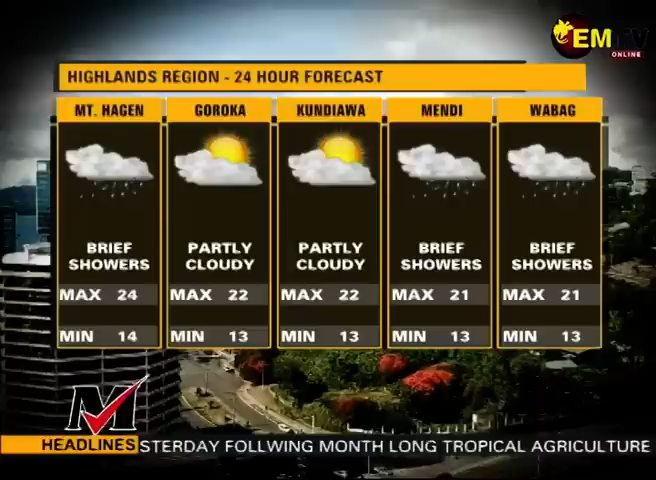 EMTV
ONLINE
HIGHLANDS REGION - 24 HOUR FORECAST
MT. HAGEN
BRIEF
SHOWERS
MAX 24
MIN 14
GOROKA
PARTLY
CLOUDY
MAX 22
MIN 13
KUNDIAWA
PARTLY
CLOUDY
MAX 22
MIN 13
MENDI
BRIEF
SHOWERS
MAX 21
MIN 13
WABAG
BRIEF
SHOWERS
MAX 21
MIN 13
M
HEADLINES STERDAY FOLLWING MONTH LONG TROPICAL AGRICULTURE